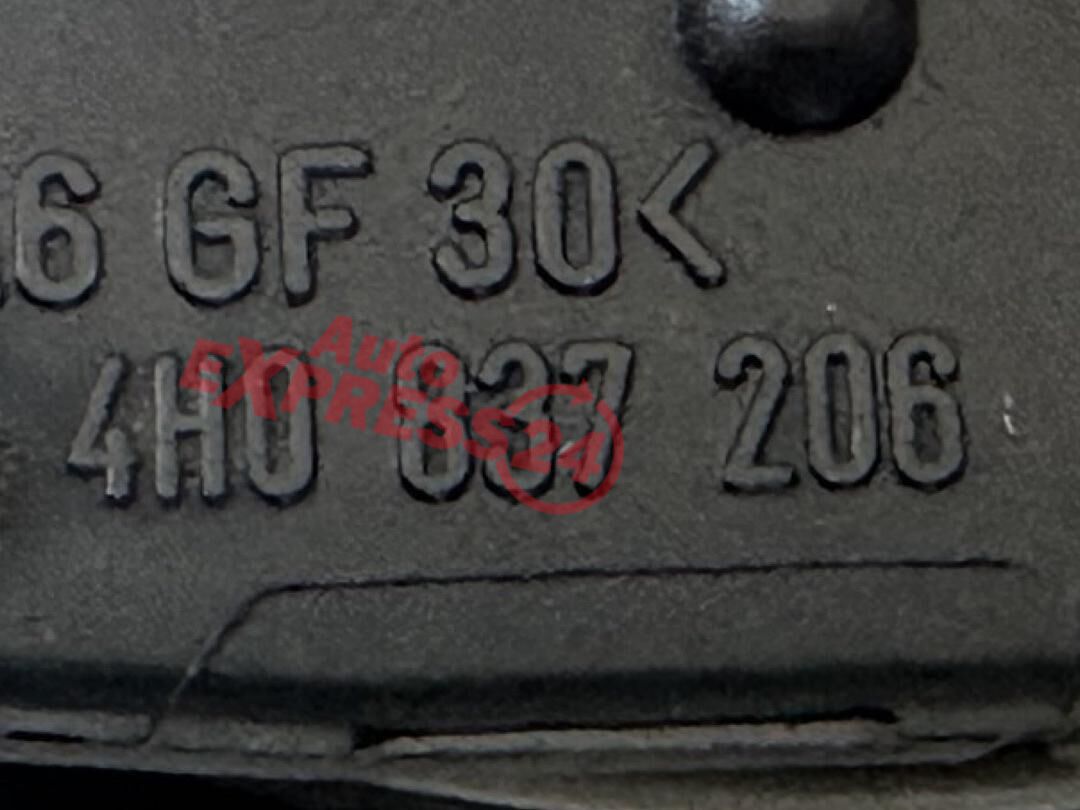 6 GF 30<
4H0 837 206
Auto
EXPRESS24